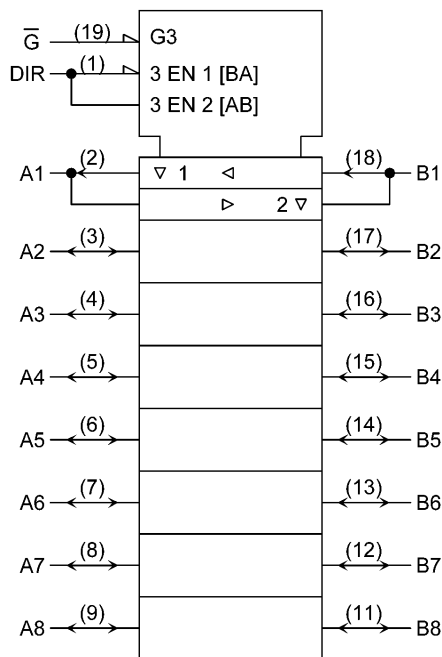 G̅ (19) G3
DIR (1) 3 EN 1 [BA]
3 EN 2 [AB]
A1 (2) ▽ 1 ◁ (18) B1
▷ 2 ▽
A2 (3) (17) B2
A3 (4) (16) B3
A4 (5) (15) B4
A5 (6) (14) B5
A6 (7) (13) B6
A7 (8) (12) B7
A8 (9) (11) B8